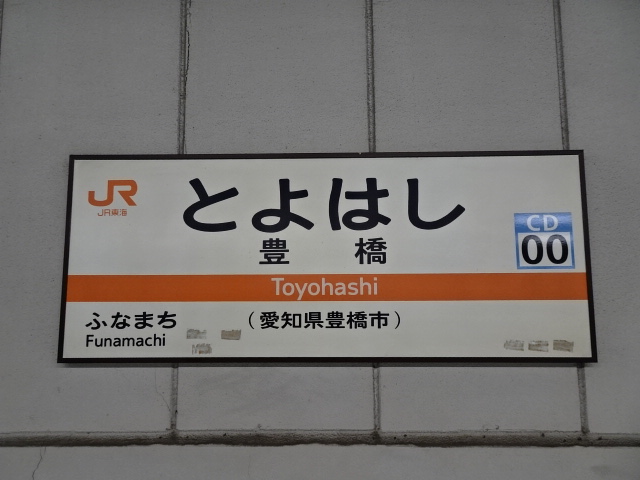 JR
JR東海
とよはし
豊橋
CD
00
Toyohashi
ふなまち
Funamachi
（愛知県豊橋市）